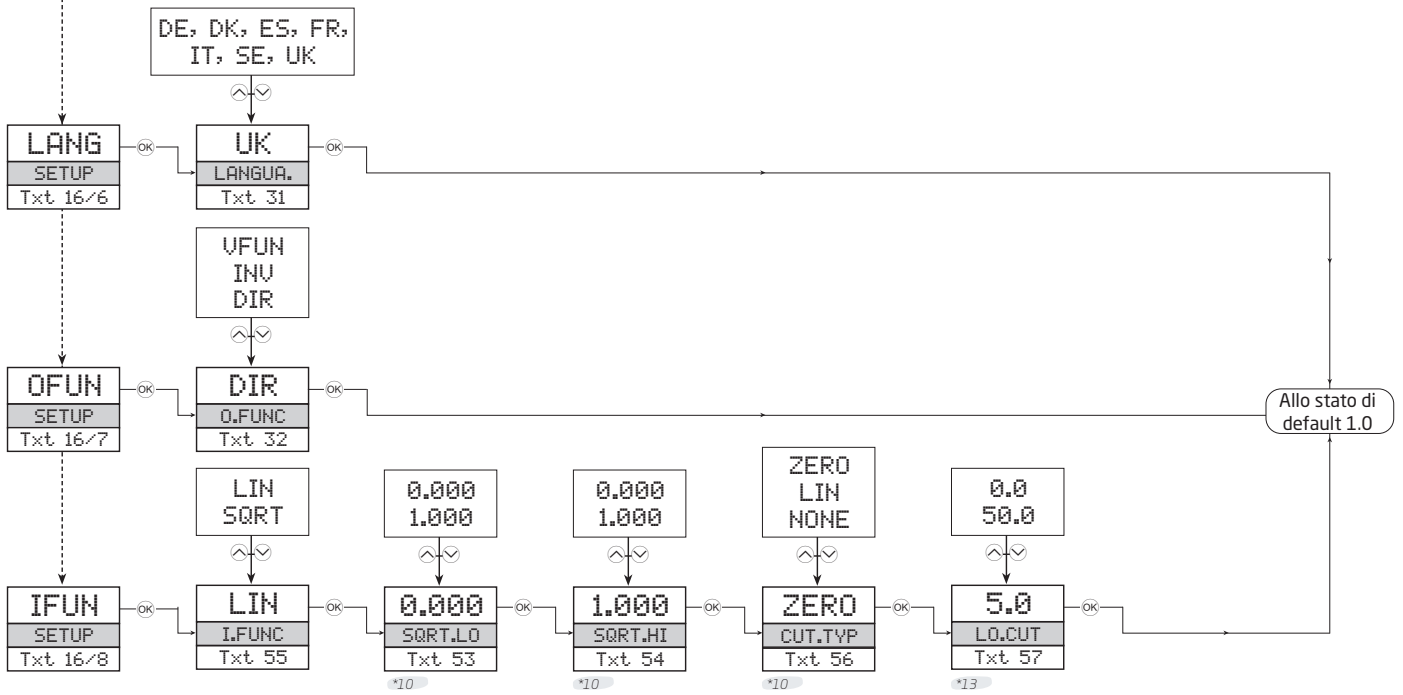 DE, DK, ES, FR,
IT, SE, UK
LANG
SETUP
Txt 16/6
OK
UK
LANGUA.
Txt 31
OK
VFUN
INV
DIR
OFUN
SETUP
Txt 16/7
OK
DIR
O.FUNC
Txt 32
OK
Allo stato di
default 1.0
LIN
SQRT
0.000
1.000
0.000
1.000
ZERO
LIN
NONE
0.0
50.0
IFUN
SETUP
Txt 16/8
OK
LIN
I.FUNC
Txt 55
OK
0.000
SQRT.LO
Txt 53
*10
OK
1.000
SQRT.HI
Txt 54
*10
OK
ZERO
CUT.TYP
Txt 56
*10
OK
5.0
LO.CUT
Txt 57
*13
OK